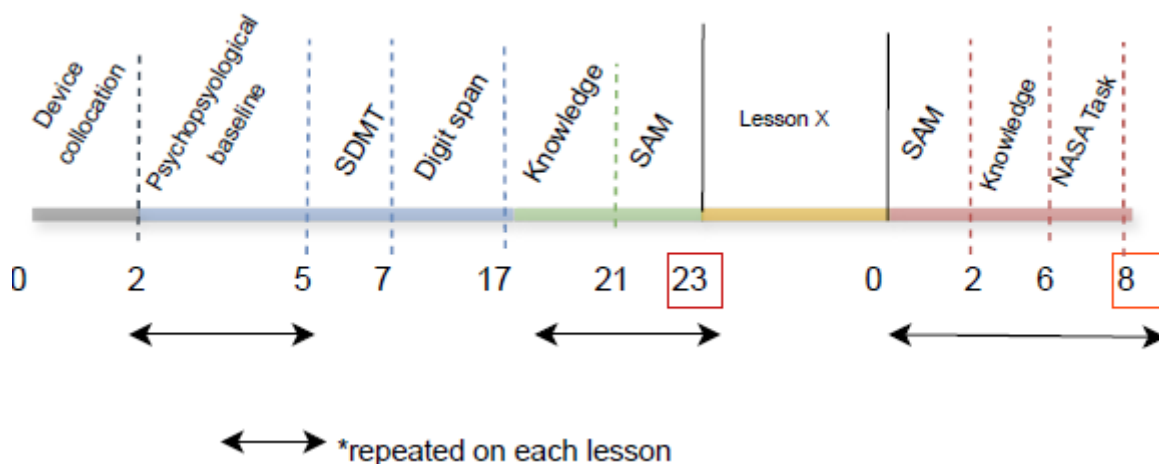 Device
collocation
Psychopsyological
baseline
SDMT
Digit span
Knowledge
SAM
Lesson X
SAM
Knowledge
NASA Task
0 2 5 7 17 21 23 0 2 6 8
*repeated on each lesson